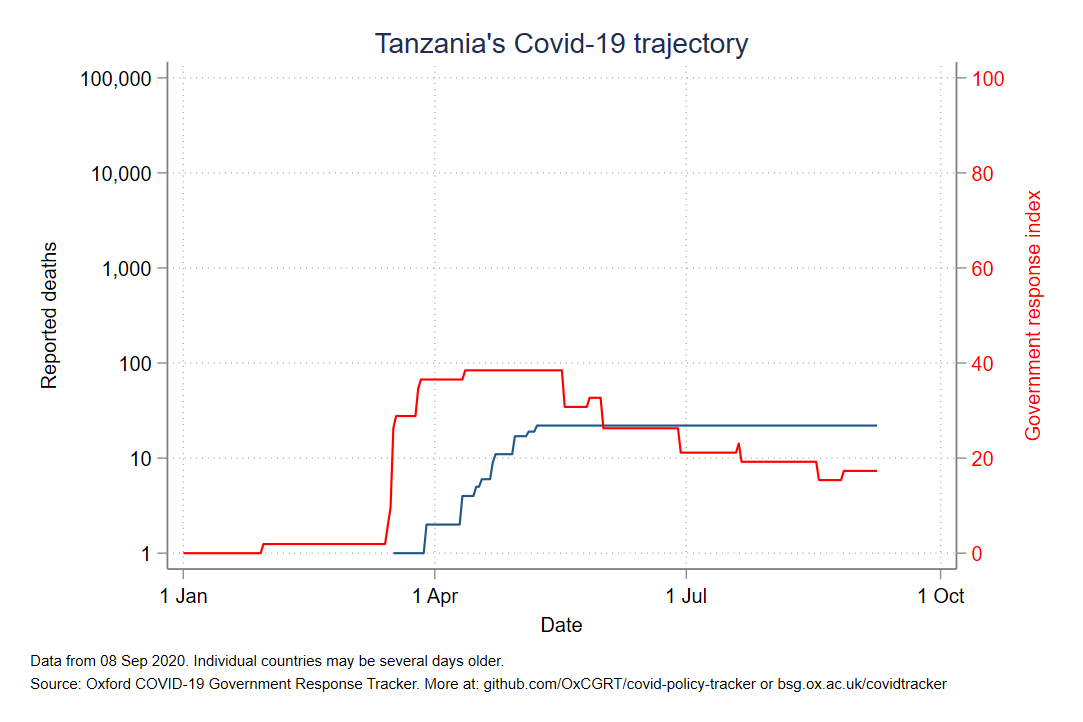 Tanzania's Covid-19 trajectory
100,000
10,000
1,000
100
10
1
Reported deaths
100
80
60
40
20
0
Government response index
1 Jan
1 Apr
1 Jul
1 Oct
Date
Data from 08 Sep 2020. Individual countries may be several days older.
Source: Oxford COVID-19 Government Response Tracker. More at: github.com/OxCGRT/covid-policy-tracker or bsg.ox.ac.uk/covidtracker